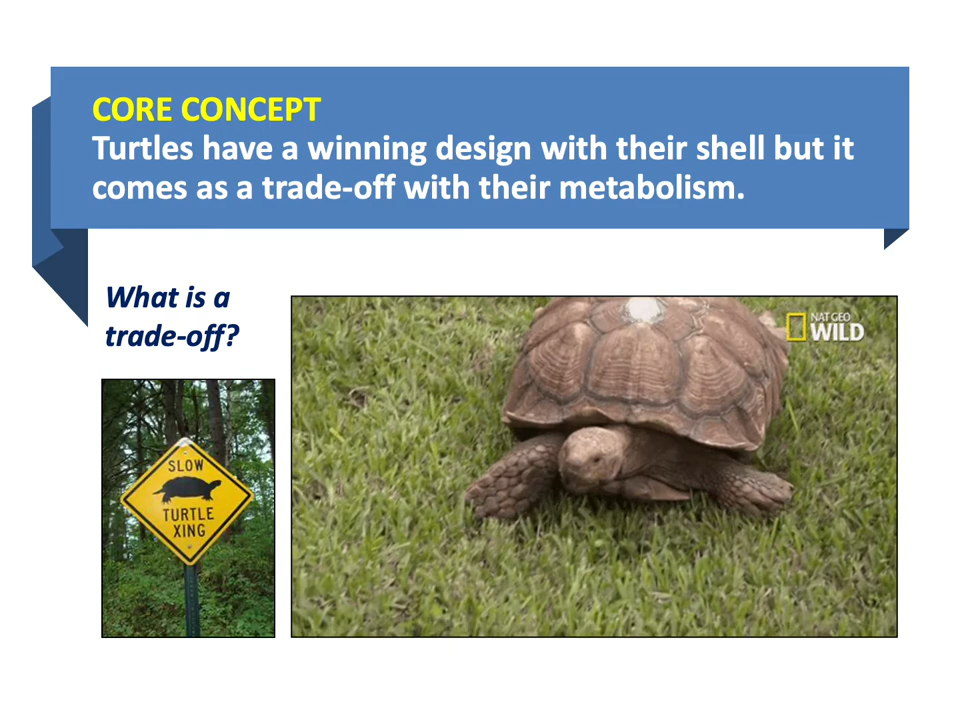 CORE CONCEPT
Turtles have a winning design with their shell but it
comes as a trade-off with their metabolism.
What is a
trade-off?
NAT GEO
WILD
SLOW
TURTLE
XING